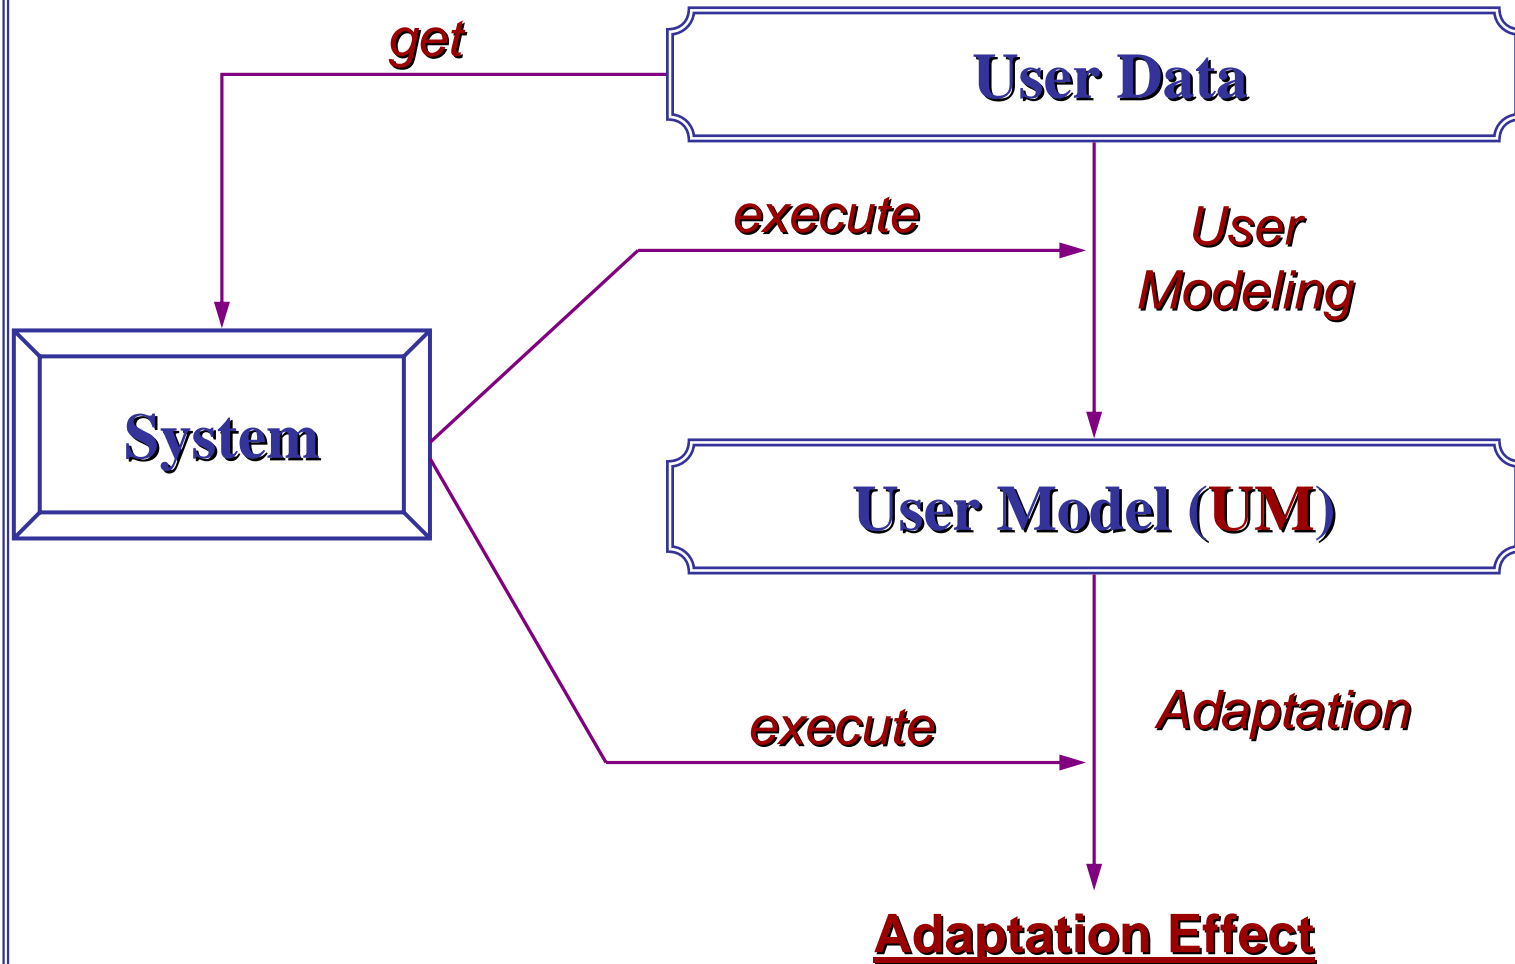 get
User Data
execute
User
Modeling
System
User Model (UM)
execute
Adaptation
Adaptation Effect